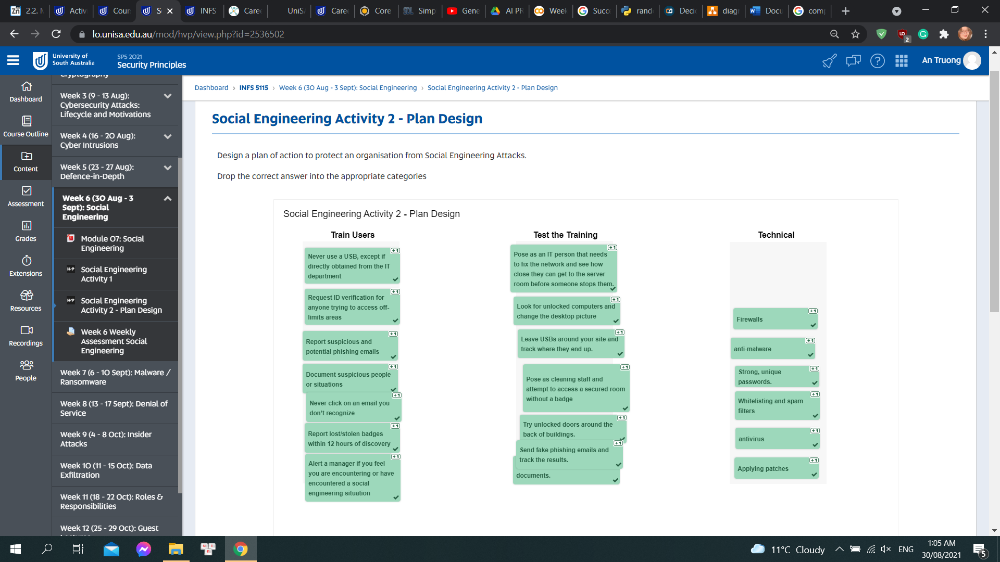 2.2. M
Activ
Cour
S
INFS
Caree
UniSA
Caree
Core
Simp
Gene
AI PR
Week
Succ
rand
Deci
diagr
Docu
com
lo.unisa.edu.au/mod/hvp/view.php?id=2536502
2
University of
South Australia
SP5 2021
Security Principles
An Truong
Dashboard
Course Outline
Content
Assessment
Grades
Extensions
Resources
Recordings
People
Cryptography
Week 3 (9 - 13 Aug):
Cybersecurity Attacks:
Lifecycle and Motivations
Week 4 (16 - 20 Aug):
Cyber Intrusions
Week 5 (23 - 27 Aug):
Defence-in-Depth
Week 6 (30 Aug - 3
Sept): Social
Engineering
Module 07: Social
Engineering
H5P
Social Engineering
Activity 1
H5P
Social Engineering
Activity 2 - Plan Design
Week 6 Weekly
Assessment Social
Engineering
Week 7 (6 - 10 Sept): Malware /
Ransomware
Week 8 (13 - 17 Sept): Denial of
Service
Week 9 (4 - 8 Oct): Insider
Attacks
Week 10 (11 - 15 Oct): Data
Exfiltration
Week 11 (18 - 22 Oct): Roles &
Responsibilities
Week 12 (25 - 29 Oct): Guest
Dashboard › INFS 5115 › Week 6 (30 Aug - 3 Sept): Social Engineering › Social Engineering Activity 2 - Plan Design
Social Engineering Activity 2 - Plan Design
Design a plan of action to protect an organisation from Social Engineering Attacks.
Drop the correct answer into the appropriate categories
Social Engineering Activity 2 - Plan Design
Train Users
+1
Never use a USB, except if
directly obtained from the IT
department
+1
Request ID verification for
anyone trying to access off-
limits areas
+1
Report suspicious and
potential phishing emails
+1
Document suspicious people
or situations
+1
Never click on an email you
don't recognize
+1
Report lost/stolen badges
within 12 hours of discovery
+1
Alert a manager if you feel
you are encountering or have
encountered a social
engineering situation
Test the Training
+1
Pose as an IT person that needs
to fix the network and see how
close they can get to the server
room before someone stops them.
+1
Look for unlocked computers and
change the desktop picture
+1
Leave USBs around your site and
track where they end up.
+1
Pose as cleaning staff and
attempt to access a secured room
without a badge
+1
Try unlocked doors around the
back of buildings.
+1
Send fake phishing emails and
track the results.
documents.
Technical
+1
Firewalls
+1
anti-malware
+1
Strong, unique
passwords.
+1
Whitelisting and spam
filters
+1
antivirus
+1
Applying patches
11°C Cloudy
ENG
1:05 AM
30/08/2021
5